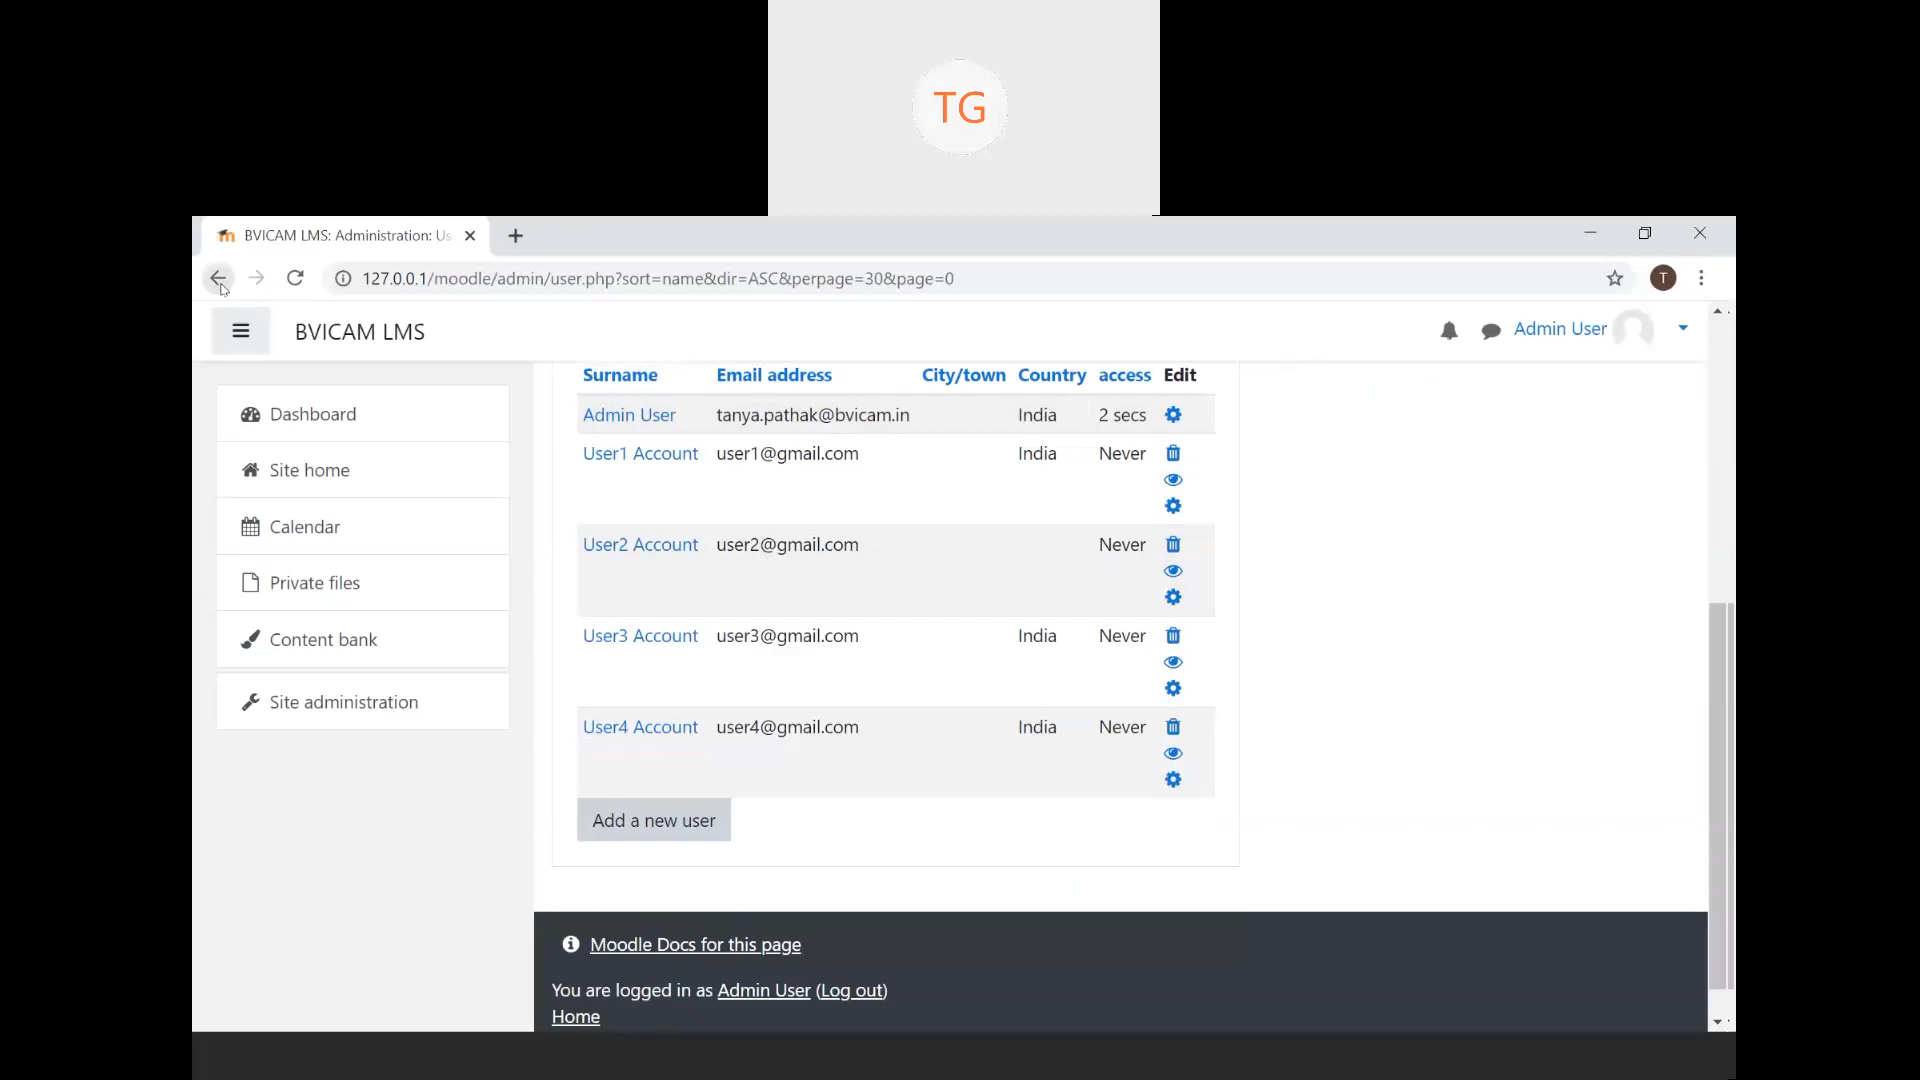 TG
BVICAM LMS: Administration: Us
127.0.0.1/moodle/admin/user.php?sort=name&dir=ASC&perpage=30&page=0
T
BVICAM LMS
Admin User
Dashboard
Site home
Calendar
Private files
Content bank
Site administration
Surname Email address City/town Country access Edit
Admin User tanya.pathak@bvicam.in India 2 secs
User1 Account user1@gmail.com India Never
User2 Account user2@gmail.com Never
User3 Account user3@gmail.com India Never
User4 Account user4@gmail.com India Never
Add a new user
Moodle Docs for this page
You are logged in as Admin User (Log out)
Home